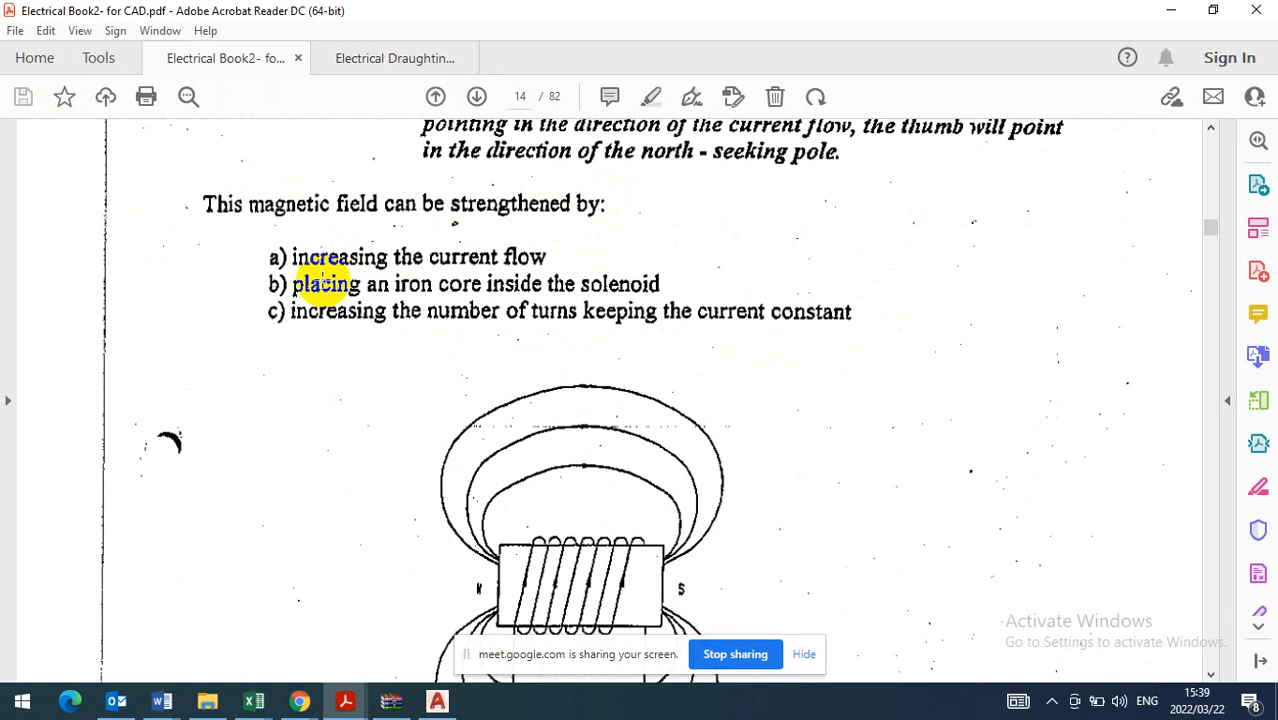 Electrical Book2- for CAD.pdf - Adobe Acrobat Reader DC (64-bit)
File Edit View Sign Window Help
Home Tools Electrical Book2- fo... × Electrical Draughtin... Sign In
14 / 82
pointing in the direction of the current flow, the thumb will point
in the direction of the north - seeking pole.
This magnetic field can be strengthened by:
a) increasing the current flow
b) placing an iron core inside the solenoid
c) increasing the number of turns keeping the current constant
N S
Activate Windows
Go to Settings to activate Windows.
meet.google.com is sharing your screen. Stop sharing Hide
ENG
15:39
2022/03/22
8